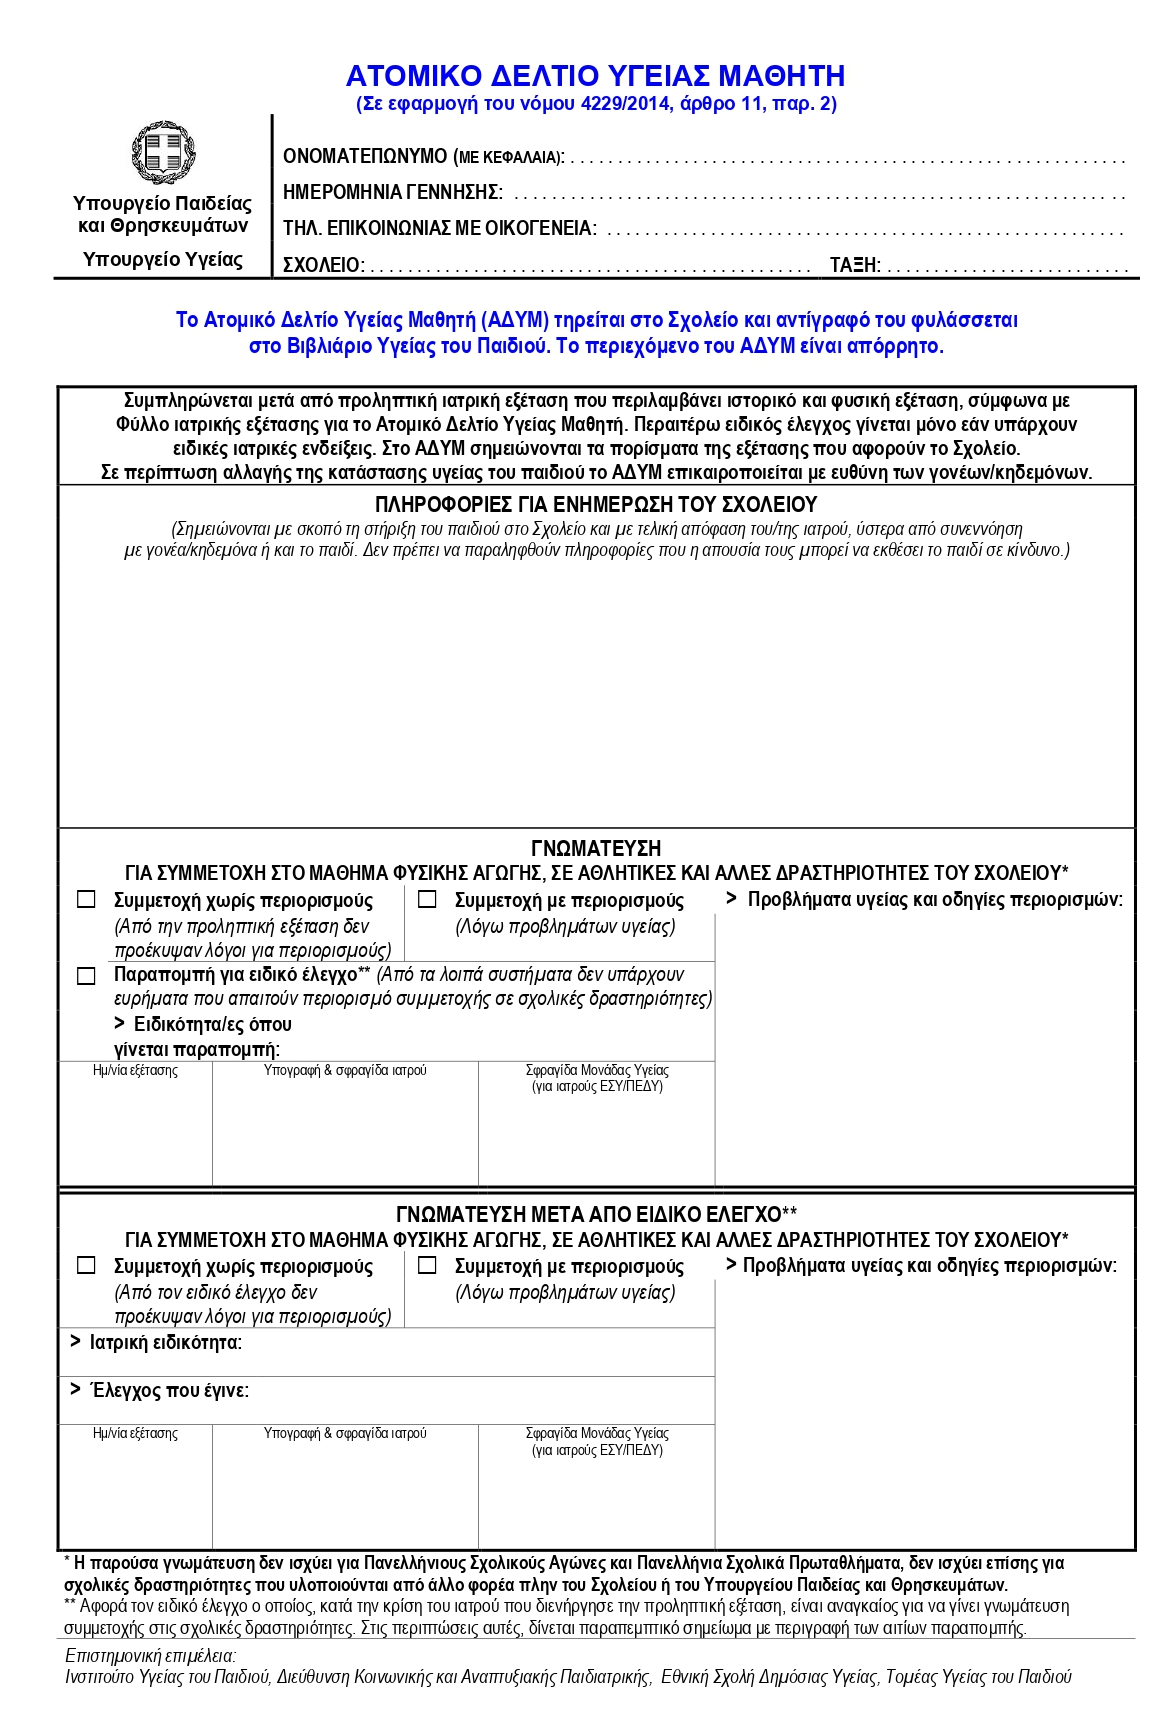 ΑΤΟΜΙΚΟ ΔΕΛΤΙΟ ΥΓΕΙΑΣ ΜΑΘΗΤΗ
(Σε εφαρμογή του νόμου 4229/2014, άρθρο 11, παρ. 2)
Υπουργείο Παιδείας
και Θρησκευμάτων
Υπουργείο Υγείας
ΟΝΟΜΑΤΕΠΩΝΥΜΟ (ΜΕ ΚΕΦΑΛΑΙΑ): . . . . . . . . . . . . . . . . . . . . . . . . . . . . . . . . . . . . . . . . . . . . . . . . . . . . . . . . . .
ΗΜΕΡΟΜΗΝΙΑ ΓΕΝΝΗΣΗΣ: . . . . . . . . . . . . . . . . . . . . . . . . . . . . . . . . . . . . . . . . . . . . . . . . . . . . . . . . . . . . . . . .
ΤΗΛ. ΕΠΙΚΟΙΝΩΝΙΑΣ ΜΕ ΟΙΚΟΓΕΝΕΙΑ: . . . . . . . . . . . . . . . . . . . . . . . . . . . . . . . . . . . . . . . . . . . . . . . . . . . . . .
ΣΧΟΛΕΙΟ: . . . . . . . . . . . . . . . . . . . . . . . . . . . . . . . . . . . . . . . . . . . . . . ΤΑΞΗ: . . . . . . . . . . . . . . . . . . . . . . . . .
Το Ατομικό Δελτίο Υγείας Μαθητή (ΑΔΥΜ) τηρείται στο Σχολείο και αντίγραφό του φυλάσσεται
στο Βιβλιάριο Υγείας του Παιδιού. Το περιεχόμενο του ΑΔΥΜ είναι απόρρητο.
Συμπληρώνεται μετά από προληπτική ιατρική εξέταση που περιλαμβάνει ιστορικό και φυσική εξέταση, σύμφωνα με
Φύλλο ιατρικής εξέτασης για το Ατομικό Δελτίο Υγείας Μαθητή. Περαιτέρω ειδικός έλεγχος γίνεται μόνο εάν υπάρχουν
ειδικές ιατρικές ενδείξεις. Στο ΑΔΥΜ σημειώνονται τα πορίσματα της εξέτασης που αφορούν το Σχολείο.
Σε περίπτωση αλλαγής της κατάστασης υγείας του παιδιού το ΑΔΥΜ επικαιροποιείται με ευθύνη των γονέων/κηδεμόνων.
ΠΛΗΡΟΦΟΡΙΕΣ ΓΙΑ ΕΝΗΜΕΡΩΣΗ ΤΟΥ ΣΧΟΛΕΙΟΥ
(Σημειώνονται με σκοπό τη στήριξη του παιδιού στο Σχολείο και με τελική απόφαση του/της ιατρού, ύστερα από συνεννόηση
με γονέα/κηδεμόνα ή και το παιδί. Δεν πρέπει να παραληφθούν πληροφορίες που η απουσία τους μπορεί να εκθέσει το παιδί σε κίνδυνο.)
ΓΝΩΜΑΤΕΥΣΗ
ΓΙΑ ΣΥΜΜΕΤΟΧΗ ΣΤΟ ΜΑΘΗΜΑ ΦΥΣΙΚΗΣ ΑΓΩΓΗΣ, ΣΕ ΑΘΛΗΤΙΚΕΣ ΚΑΙ ΑΛΛΕΣ ΔΡΑΣΤΗΡΙΟΤΗΤΕΣ ΤΟΥ ΣΧΟΛΕΙΟΥ*
Συμμετοχή χωρίς περιορισμούς
(Από την προληπτική εξέταση δεν
προέκυψαν λόγοι για περιορισμούς)
Συμμετοχή με περιορισμούς
(Λόγω προβλημάτων υγείας)
> Προβλήματα υγείας και οδηγίες περιορισμών:
Παραπομπή για ειδικό έλεγχο** (Από τα λοιπά συστήματα δεν υπάρχουν
ευρήματα που απαιτούν περιορισμό συμμετοχής σε σχολικές δραστηριότητες)
> Ειδικότητα/ες όπου
γίνεται παραπομπή:
Ημ/νία εξέτασης
Υπογραφή & σφραγίδα ιατρού
Σφραγίδα Μονάδας Υγείας
(για ιατρούς ΕΣΥ/ΠΕΔΥ)
ΓΝΩΜΑΤΕΥΣΗ ΜΕΤΑ ΑΠΟ ΕΙΔΙΚΟ ΕΛΕΓΧΟ**
ΓΙΑ ΣΥΜΜΕΤΟΧΗ ΣΤΟ ΜΑΘΗΜΑ ΦΥΣΙΚΗΣ ΑΓΩΓΗΣ, ΣΕ ΑΘΛΗΤΙΚΕΣ ΚΑΙ ΑΛΛΕΣ ΔΡΑΣΤΗΡΙΟΤΗΤΕΣ ΤΟΥ ΣΧΟΛΕΙΟΥ*
Συμμετοχή χωρίς περιορισμούς
(Από τον ειδικό έλεγχο δεν
προέκυψαν λόγοι για περιορισμούς)
Συμμετοχή με περιορισμούς
(Λόγω προβλημάτων υγείας)
> Προβλήματα υγείας και οδηγίες περιορισμών:
> Ιατρική ειδικότητα:
> Έλεγχος που έγινε:
Ημ/νία εξέτασης
Υπογραφή & σφραγίδα ιατρού
Σφραγίδα Μονάδας Υγείας
(για ιατρούς ΕΣΥ/ΠΕΔΥ)
* Η παρούσα γνωμάτευση δεν ισχύει για Πανελλήνιους Σχολικούς Αγώνες και Πανελλήνια Σχολικά Πρωταθλήματα, δεν ισχύει επίσης για
σχολικές δραστηριότητες που υλοποιούνται από άλλο φορέα πλην του Σχολείου ή του Υπουργείου Παιδείας και Θρησκευμάτων.
** Αφορά τον ειδικό έλεγχο ο οποίος, κατά την κρίση του ιατρού που διενήργησε την προληπτική εξέταση, είναι αναγκαίος για να γίνει γνωμάτευση
συμμετοχής στις σχολικές δραστηριότητες. Στις περιπτώσεις αυτές, δίνεται παραπεμπτικό σημείωμα με περιγραφή των αιτίων παραπομπής.
Επιστημονική επιμέλεια:
Ινστιτούτο Υγείας του Παιδιού, Διεύθυνση Κοινωνικής και Αναπτυξιακής Παιδιατρικής, Εθνική Σχολή Δημόσιας Υγείας, Τομέας Υγείας του Παιδιού